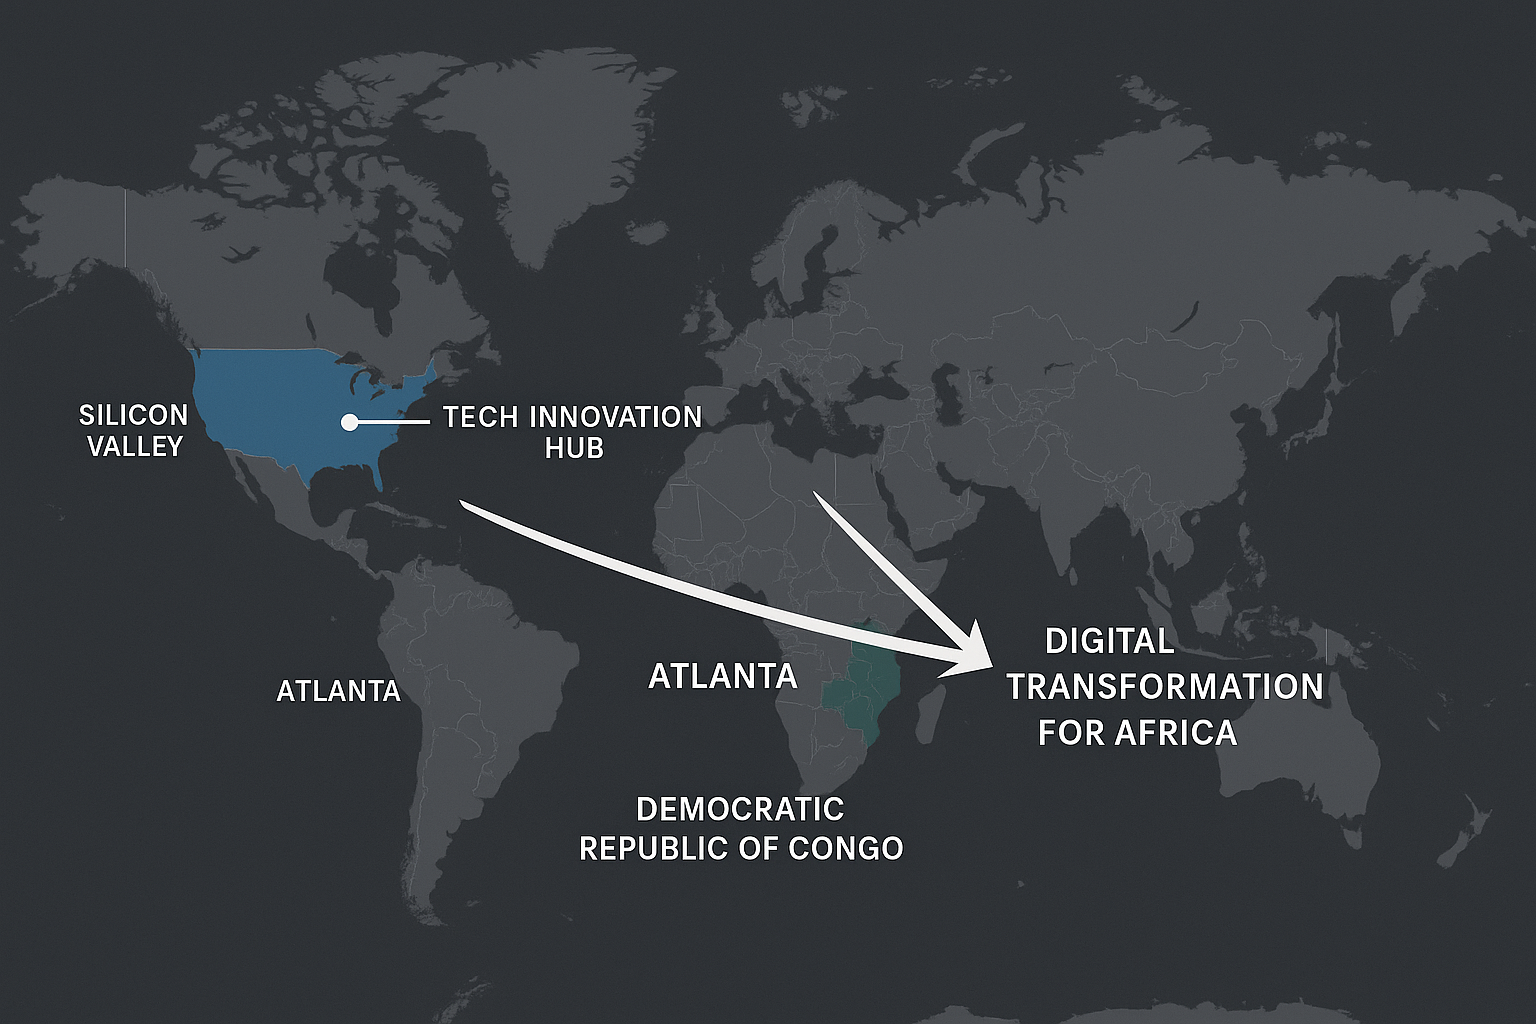 SILICON
VALLEY
TECH INNOVATION
HUB
ATLANTA
ATLANTA
DIGITAL
TRANSFORMATION
FOR AFRICA
DEMOCRATIC
REPUBLIC OF CONGO